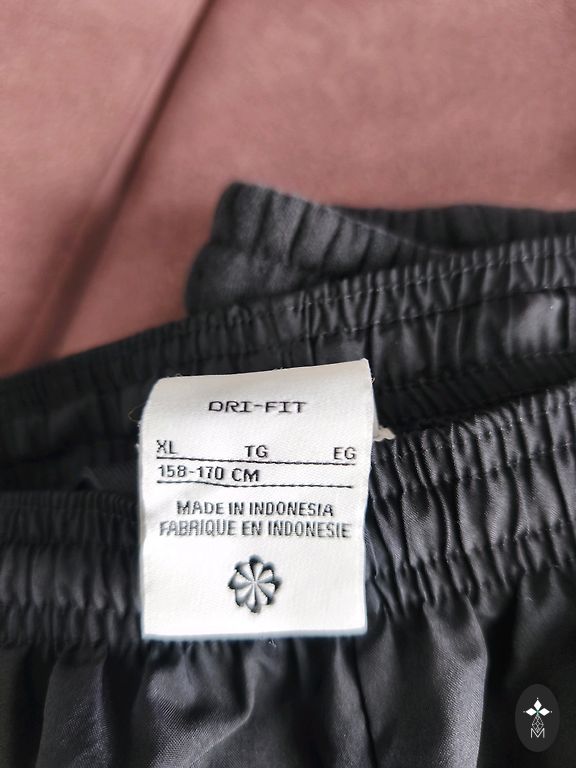 DRI-FIT
XL TG EG
158-170 CM
MADE IN INDONESIA
FABRIQUE EN INDONESIE
M